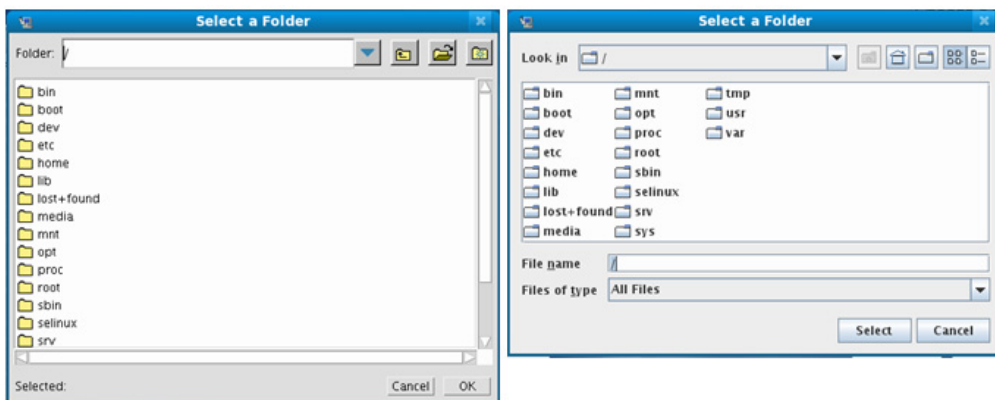 Select a Folder
Folder: /
bin
boot
dev
etc
home
lib
lost+found
media
mnt
opt
proc
root
sbin
selinux
srv
Selected:
Cancel OK
Select a Folder
Look in /
bin mnt tmp
boot opt usr
dev proc var
etc root
home sbin
lib selinux
lost+found srv
media sys
File name /
Files of type All Files
Select Cancel